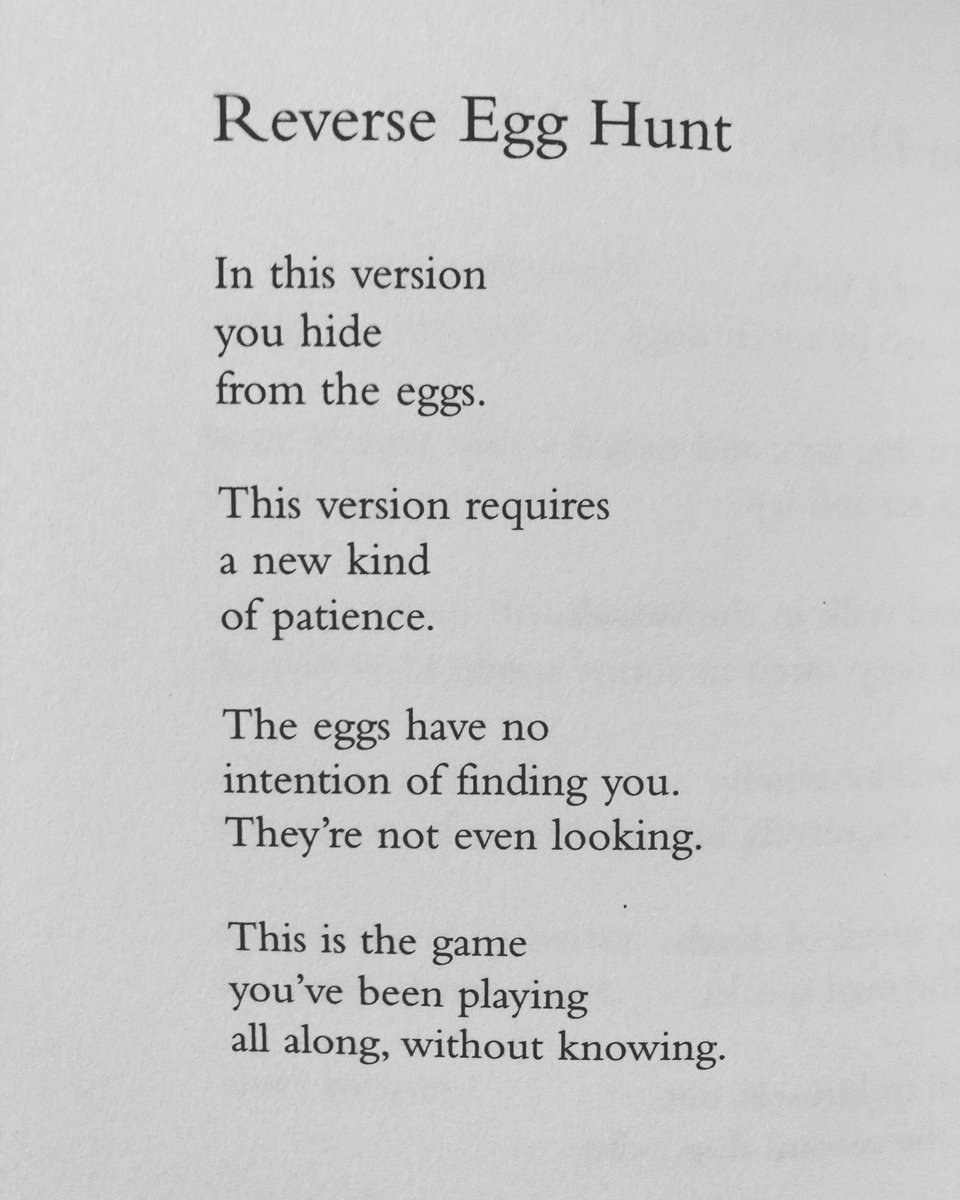 Reverse Egg Hunt
In this version
you hide
from the eggs.
This version requires
a new kind
of patience.
The eggs have no
intention of finding you.
They’re not even looking.
This is the game
you’ve been playing
all along, without knowing.